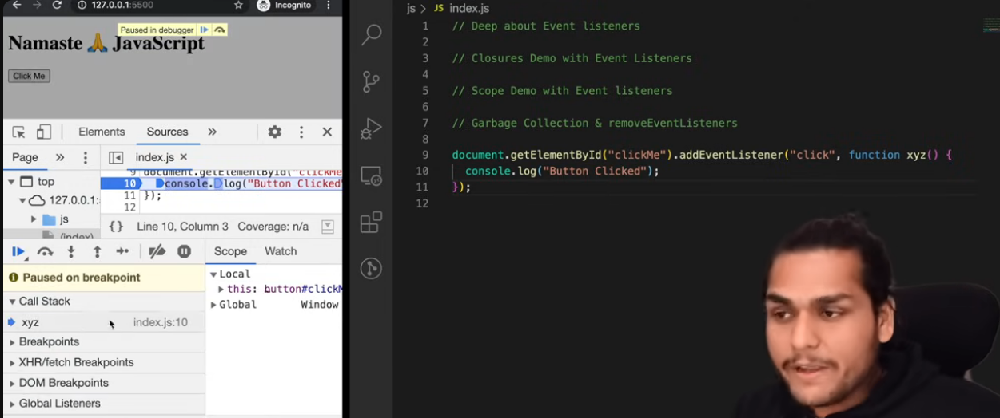 127.0.0.1:5500
Incognito
Paused in debugger
Namaste 🙏 JavaScript
Click Me
Elements
Sources
»
Page
»
index.js
top
127.0.0.1:
js
(index)
9 document.getElementById("clickMe
10 console.log("Button Clicked"
11 });
12
{} Line 10, Column 3 Coverage: n/a
Scope
Watch
Paused on breakpoint
Call Stack
xyz index.js:10
Breakpoints
XHR/fetch Breakpoints
DOM Breakpoints
Global Listeners
Local
this: button#clickM
Global Window
js > JS index.js
1 // Deep about Event listeners
2
3 // Closures Demo with Event Listeners
4
5 // Scope Demo with Event listeners
6
7 // Garbage Collection & removeEventListeners
8
9 document.getElementById("clickMe").addEventListener("click", function xyz() {
10 console.log("Button Clicked");
11 });
12